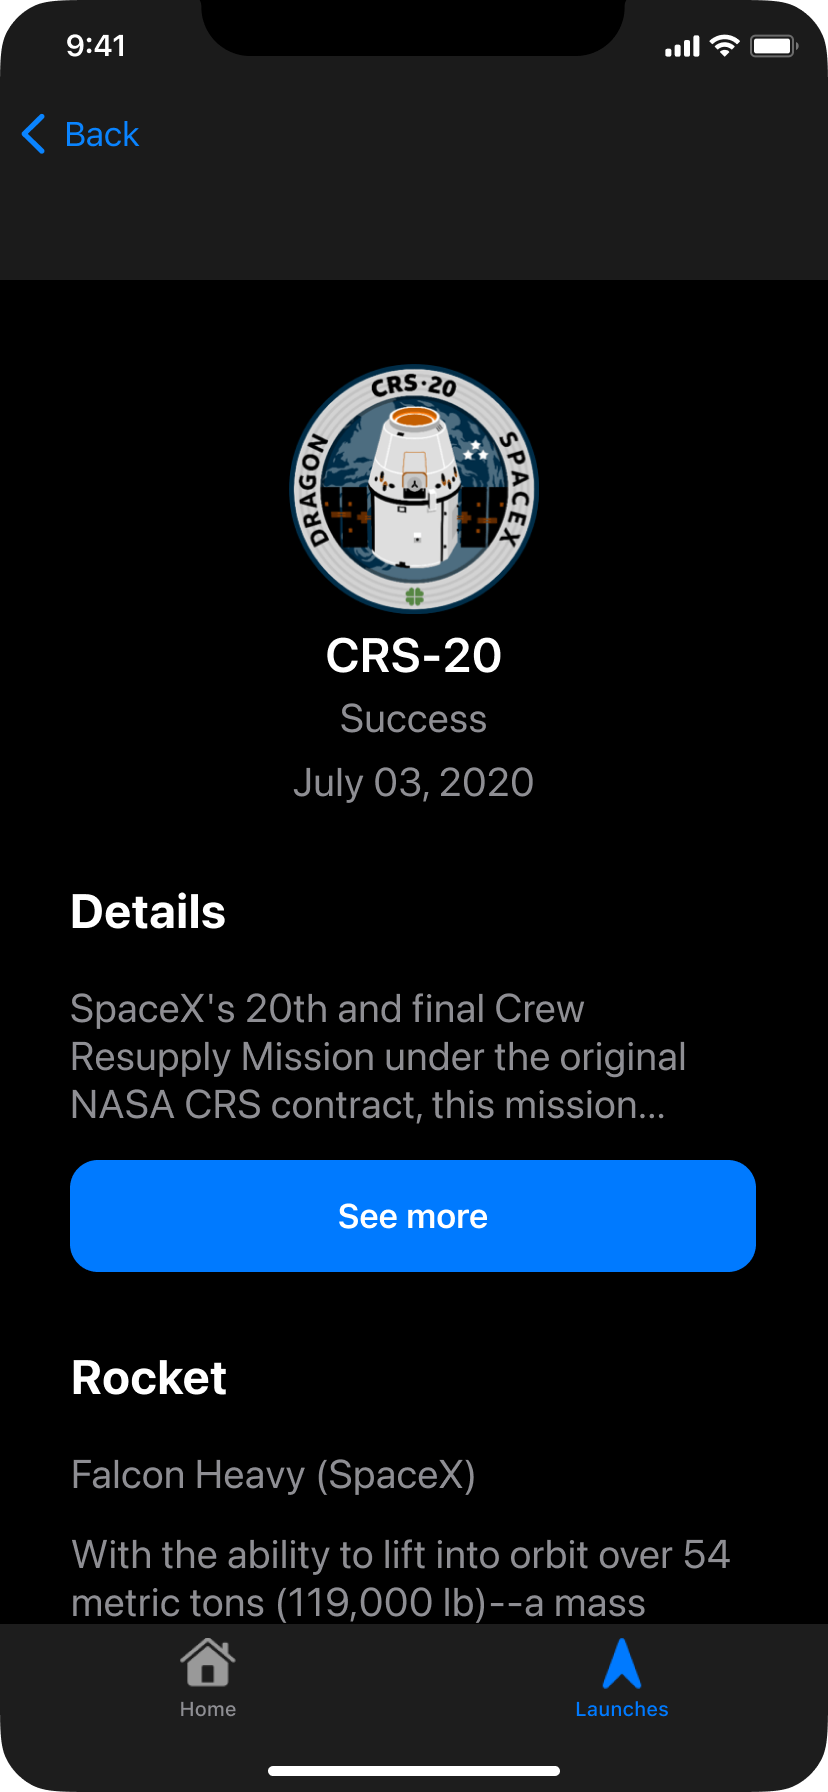 9:41
Back
CRS·20
DRAGON
SPACEX
CRS-20
Success
July 03, 2020
Details
SpaceX's 20th and final Crew
Resupply Mission under the original
NASA CRS contract, this mission...
See more
Rocket
Falcon Heavy (SpaceX)
With the ability to lift into orbit over 54
metric tons (119,000 lb)--a mass
Home
Launches